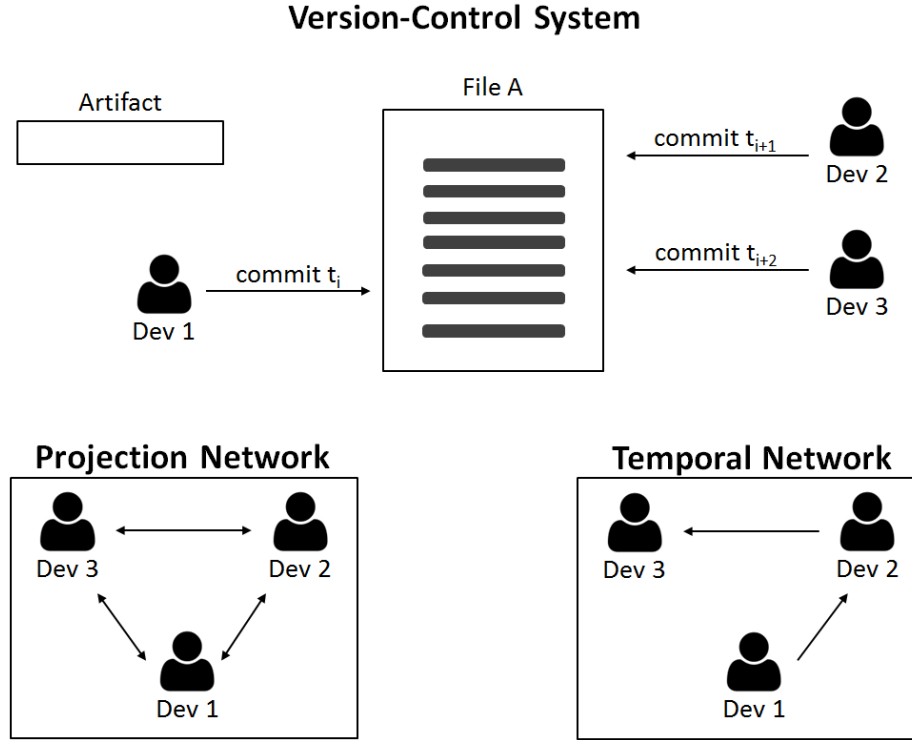 Version-Control System
Artifact
File A
commit tᵢ₊₁
Dev 2
commit tᵢ
Dev 1
commit tᵢ₊₂
Dev 3
Projection Network
Dev 3
Dev 2
Dev 1
Temporal Network
Dev 3
Dev 2
Dev 1